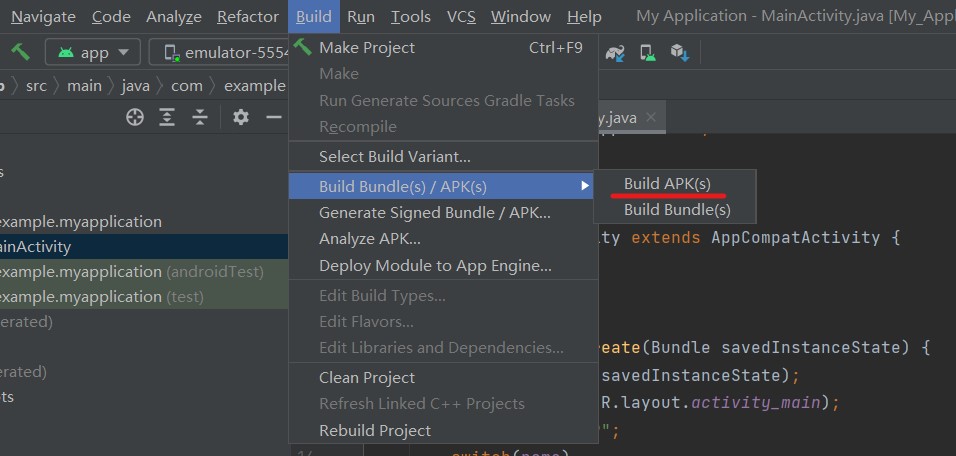 Navigate Code Analyze Refactor Build Run Tools VCS Window Help My Application - MainActivity.java [My_Appl
app emulator-5554
src main java com example
y.java
Make Project Ctrl+F9
Make
Run Generate Sources Gradle Tasks
Recompile
Select Build Variant...
Build Bundle(s) / APK(s)
Build APK(s)
Build Bundle(s)
Generate Signed Bundle / APK...
Analyze APK...
Deploy Module to App Engine...
Edit Build Types...
Edit Flavors...
Edit Libraries and Dependencies...
Clean Project
Refresh Linked C++ Projects
Rebuild Project
s
example.myapplication
ainActivity
example.myapplication (androidTest)
example.myapplication (test)
erated)
erated)
ts
ity extends AppCompatActivity {
reate(Bundle savedInstanceState) {
savedInstanceState);
R.layout.activity_main);
";
switch(name)